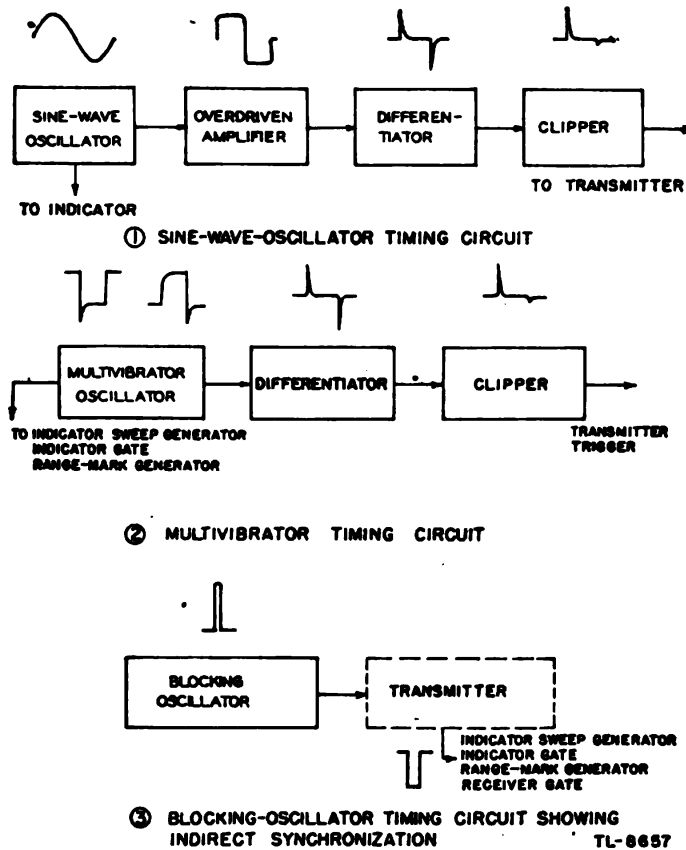 SINE-WAVE
OSCILLATOR
OVERDRIVEN
AMPLIFIER
DIFFEREN-
TIATOR
CLIPPER
TO INDICATOR
TO TRANSMITTER
① SINE-WAVE-OSCILLATOR TIMING CIRCUIT
MULTIVIBRATOR
OSCILLATOR
DIFFERENTIATOR
CLIPPER
TO INDICATOR SWEEP GENERATOR
INDICATOR GATE
RANGE-MARK GENERATOR
TRANSMITTER
TRIGGER
② MULTIVIBRATOR TIMING CIRCUIT
BLOCKING
OSCILLATOR
TRANSMITTER
INDICATOR SWEEP GENERATOR
INDICATOR GATE
RANGE-MARK GENERATOR
RECEIVER GATE
③ BLOCKING-OSCILLATOR TIMING CIRCUIT SHOWING
INDIRECT SYNCHRONIZATION
TL-8657